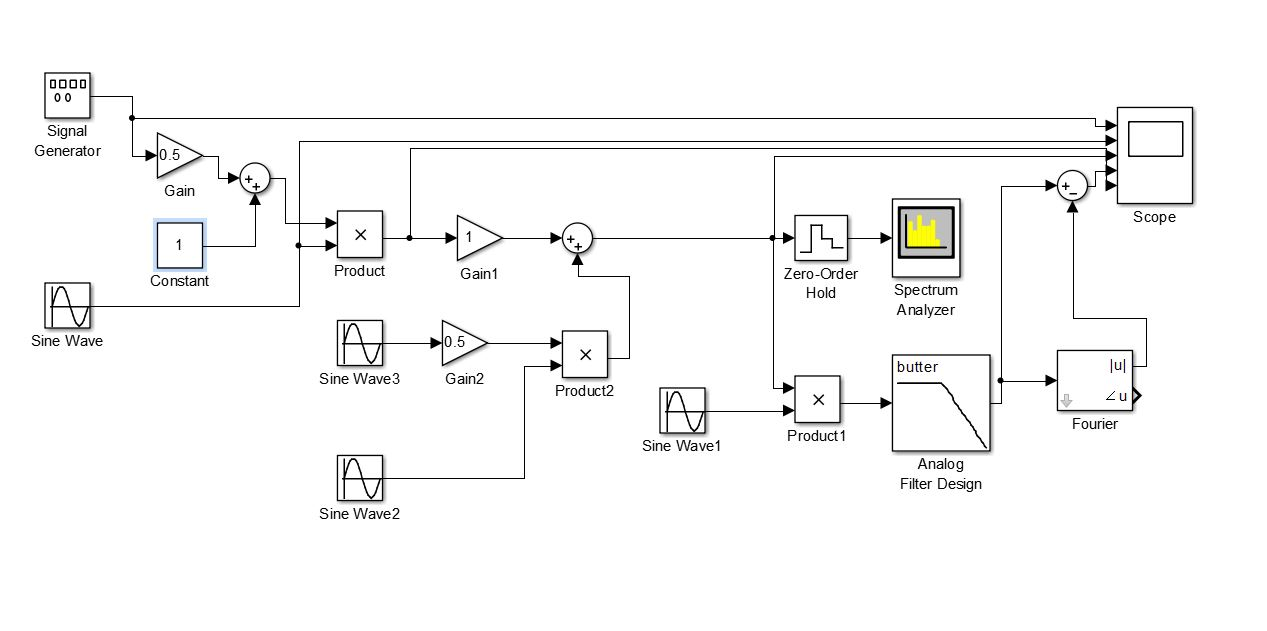 Signal
Generator
0.5
Gain
1
Constant
Sine Wave
×
Product
1
Gain1
Sine Wave3
0.5
Gain2
×
Product2
Sine Wave2
Zero-Order
Hold
Spectrum
Analyzer
Sine Wave1
×
Product1
butter
Analog
Filter Design
|u|
∠u
Fourier
Scope